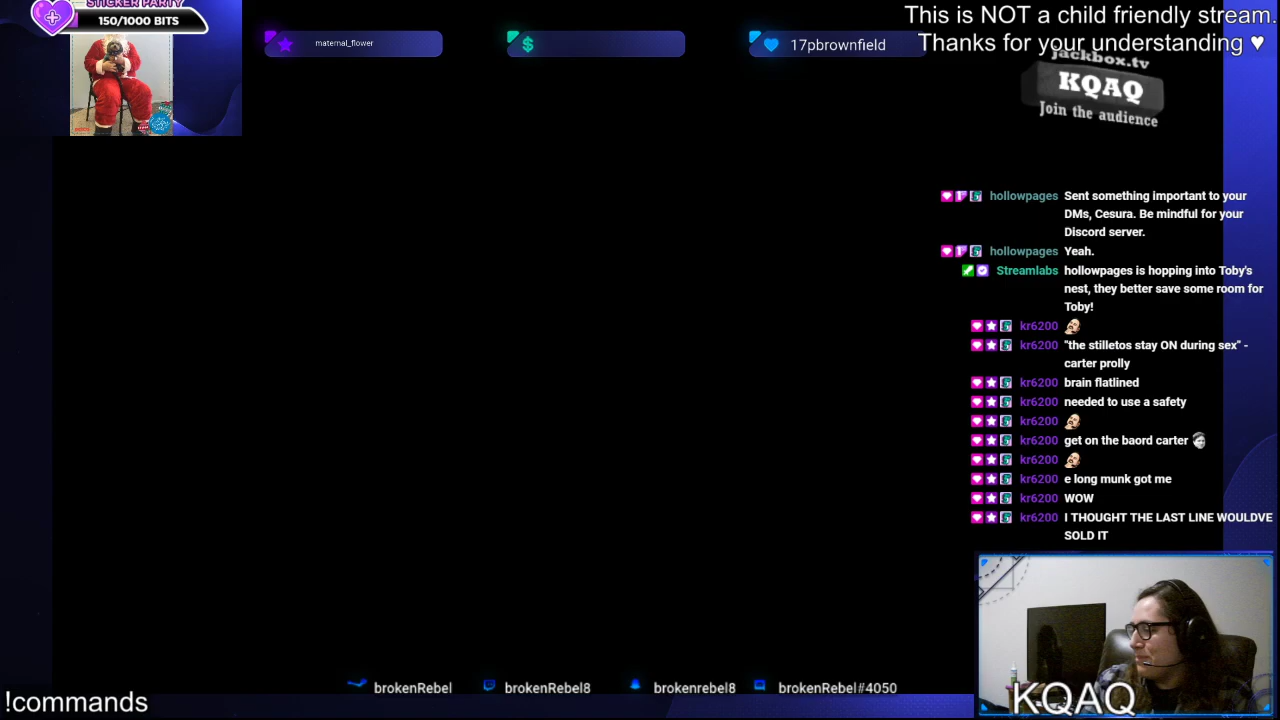 STICKER PARTY
150/1000 BITS
maternal_flower
$
17pbrownfield
This is NOT a child friendly stream.
Thanks for your understanding ♥
jackbox.tv
KQAQ
Join the audience
hollowpages Sent something important to your
DMs, Cesura. Be mindful for your
Discord server.
hollowpages Yeah.
Streamlabs hollowpages is hopping into Toby's
nest, they better save some room for
Toby!
kr6200
kr6200 "the stilletos stay ON during sex" -
carter prolly
kr6200 brain flatlined
kr6200 needed to use a safety
kr6200
kr6200 get on the baord carter
kr6200
kr6200 e long munk got me
kr6200 WOW
kr6200 I THOUGHT THE LAST LINE WOULDVE
SOLD IT
brokenRebel
brokenRebel8
brokenrebel8
brokenRebel#4050
!commands
KQAQ